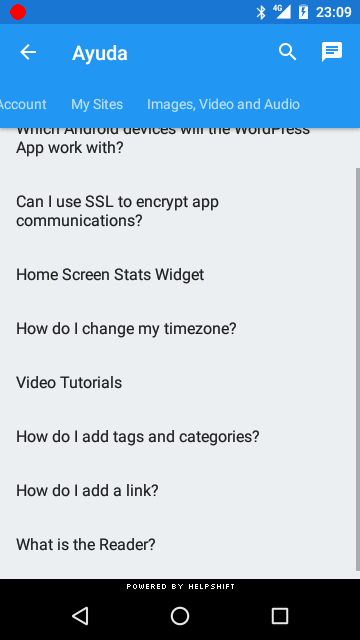 4G 23:09
Ayuda
Account My Sites Images, Video and Audio
Which Android devices will the WordPress
App work with?
Can I use SSL to encrypt app
communications?
Home Screen Stats Widget
How do I change my timezone?
Video Tutorials
How do I add tags and categories?
How do I add a link?
What is the Reader?
POWERED BY HELPSHIFT